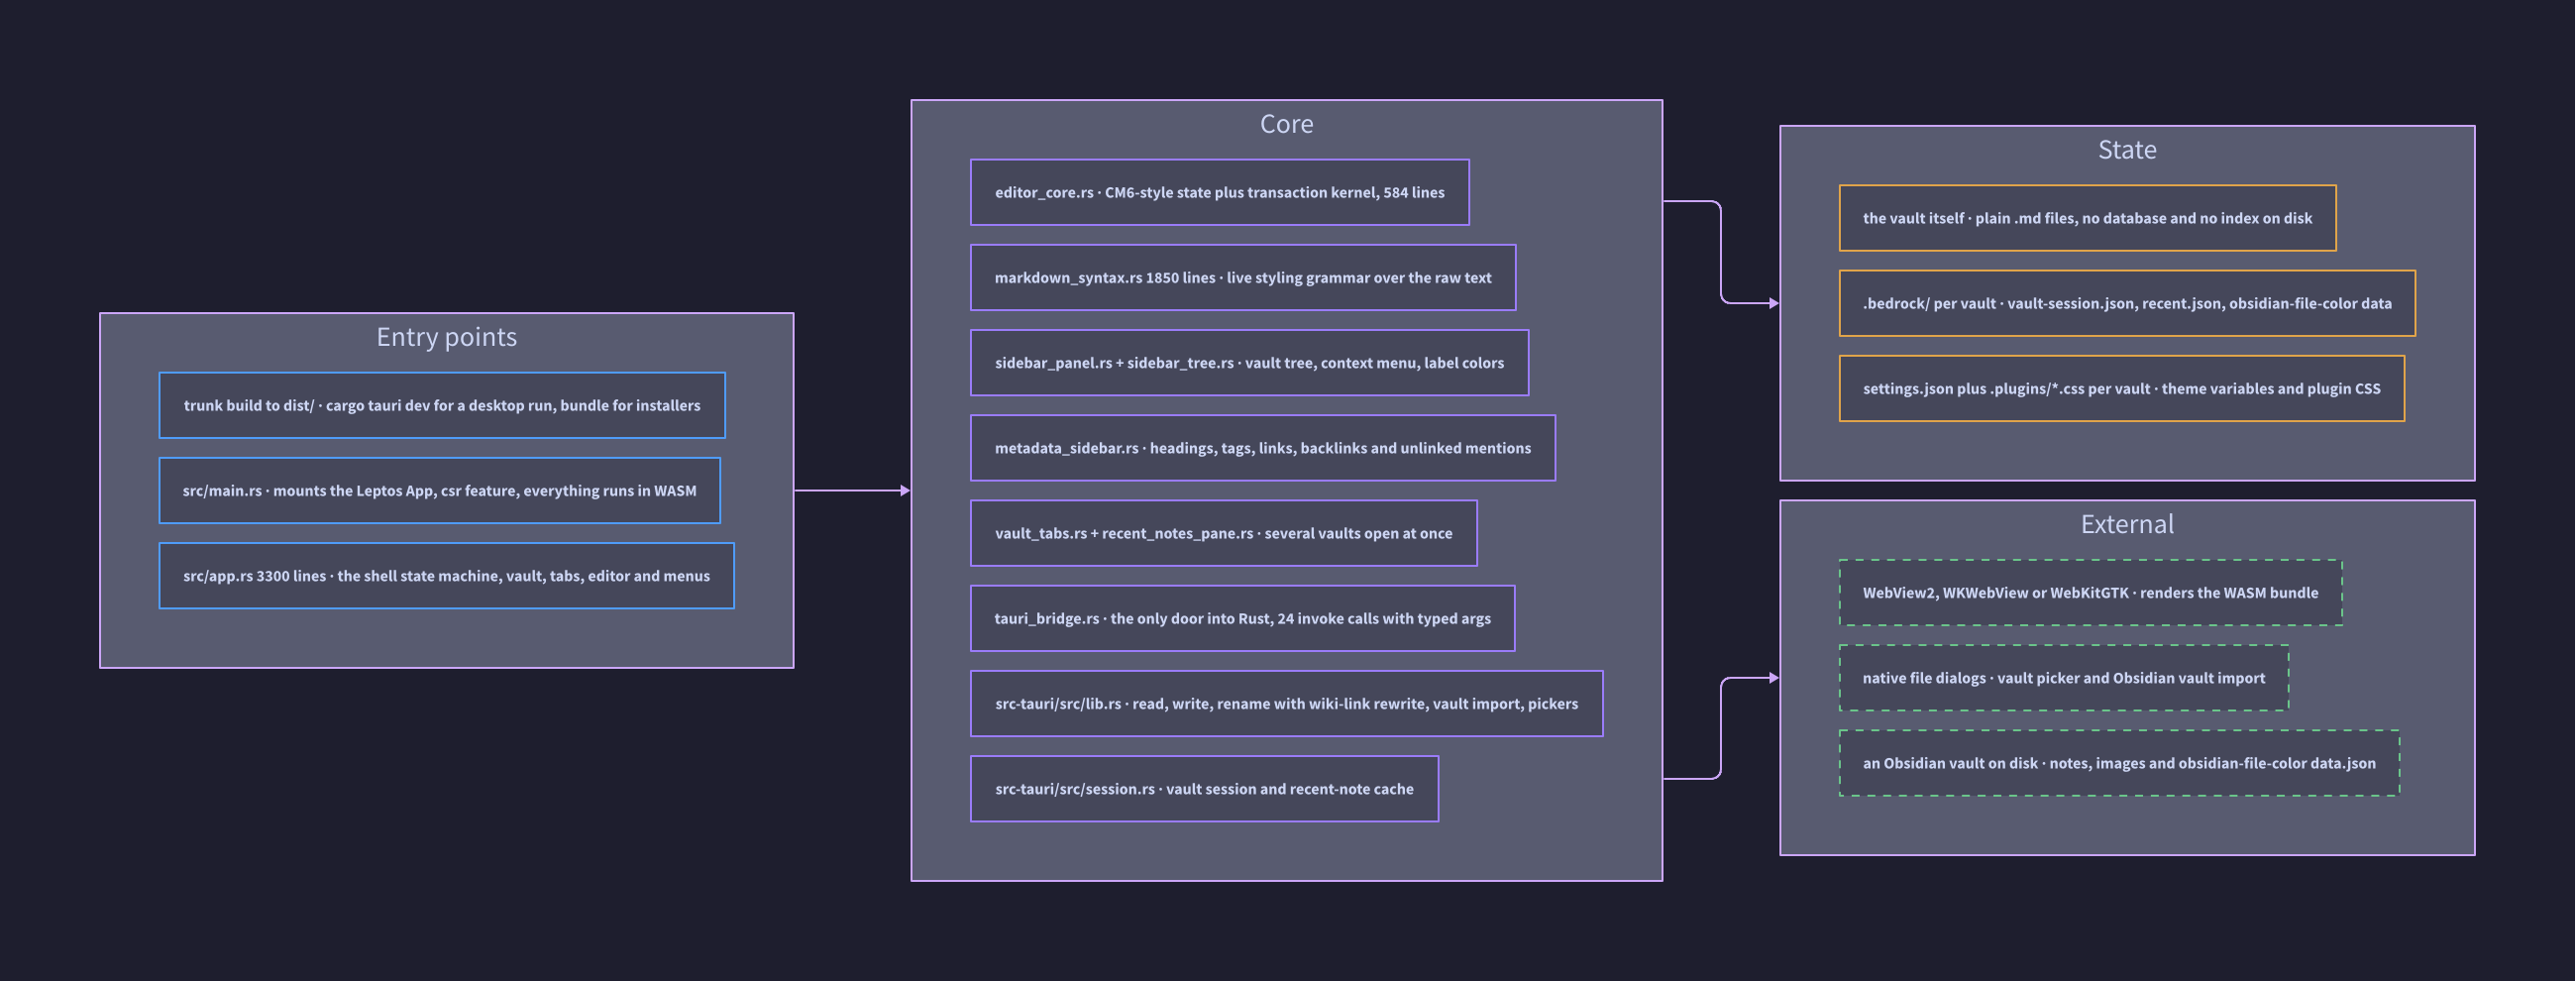 Entry points
trunk build to dist/ · cargo tauri dev for a desktop run, bundle for installers
src/main.rs · mounts the Leptos App, csr feature, everything runs in WASM
src/app.rs 3300 lines · the shell state machine, vault, tabs, editor and menus
Core
editor_core.rs · CM6-style state plus transaction kernel, 584 lines
markdown_syntax.rs 1850 lines · live styling grammar over the raw text
sidebar_panel.rs + sidebar_tree.rs · vault tree, context menu, label colors
metadata_sidebar.rs · headings, tags, links, backlinks and unlinked mentions
vault_tabs.rs + recent_notes_pane.rs · several vaults open at once
tauri_bridge.rs · the only door into Rust, 24 invoke calls with typed args
src-tauri/src/lib.rs · read, write, rename with wiki-link rewrite, vault import, pickers
src-tauri/src/session.rs · vault session and recent-note cache
State
the vault itself · plain .md files, no database and no index on disk
.bedrock/ per vault · vault-session.json, recent.json, obsidian-file-color data
settings.json plus .plugins/*.css per vault · theme variables and plugin CSS
External
WebView2, WKWebView or WebKitGTK · renders the WASM bundle
native file dialogs · vault picker and Obsidian vault import
an Obsidian vault on disk · notes, images and obsidian-file-color data.json